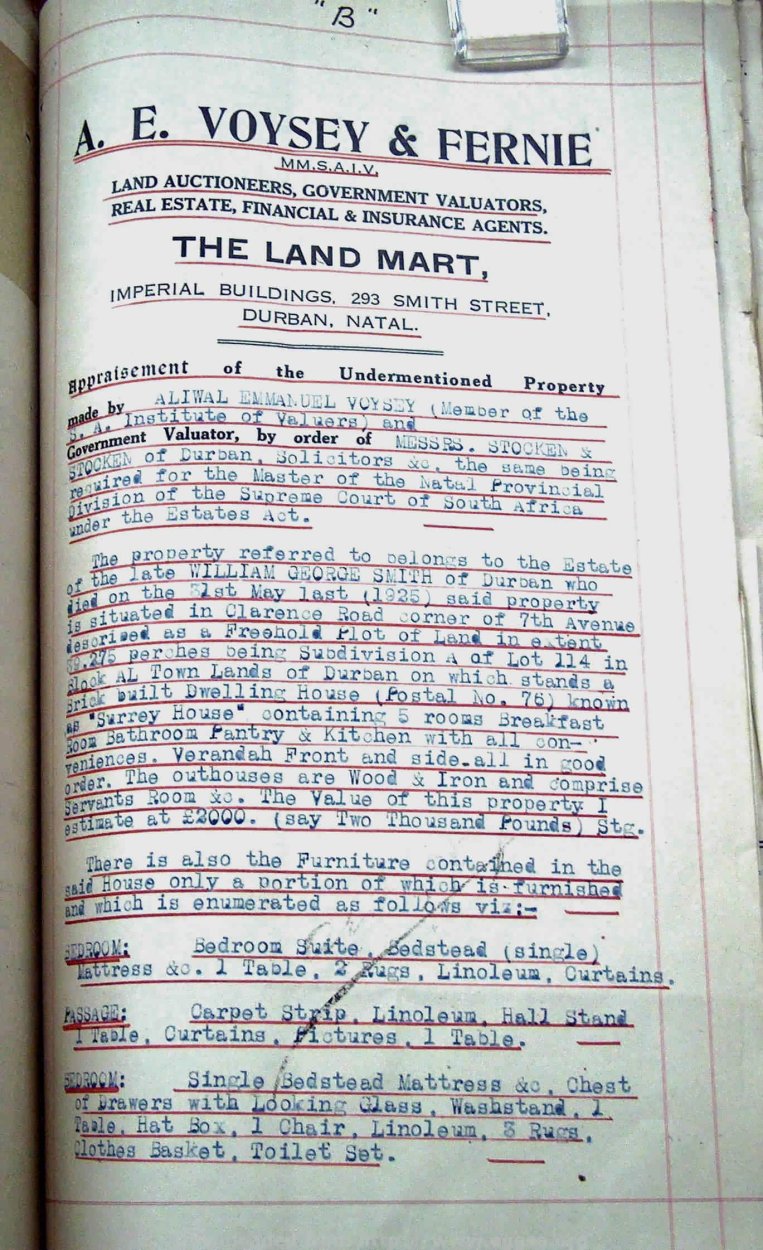 "B"
A. E. VOYSEY & FERNIE
MM.S.A.I.V.
LAND AUCTIONEERS, GOVERNMENT VALUATORS,
REAL ESTATE, FINANCIAL & INSURANCE AGENTS.
THE LAND MART,
IMPERIAL BUILDINGS, 293 SMITH STREET,
DURBAN, NATAL.
Appraisement of the Undermentioned Property
made by ALIWAL EMMANUEL VOYSEY (Member of the
S. A. Institute of Valuers) and
Government Valuator, by order of MESSRS. STOCKEN &
STOCKEN of Durban, Solicitors &c, the same being
required for the Master of the Natal Provincial
Division of the Supreme Court of South Africa
under the Estates Act.
The property referred to belongs to the Estate
of the late WILLIAM GEORGE SMITH of Durban who
died on the 31st May last (1925) said property
is situated in Clarence Road corner of 7th Avenue
described as a Freehold Plot of Land in extent
39.275 perches being Subdivision A of Lot 114 in
Block AL Town Lands of Durban on which stands a
Brick built Dwelling House (Postal No. 76) known
as "Surrey House" containing 5 rooms Breakfast
Room Bathroom Pantry & Kitchen with all con-
veniences. Verandah Front and side-all in good
order. The outhouses are Wood & Iron and comprise
Servants Room &c. The Value of this property I
estimate at £2000. (say Two Thousand Pounds) Stg.
There is also the Furniture contained in the
said House only a portion of which is-furnished
and which is enumerated as follows viz:-
BEDROOM: Bedroom Suite, Bedstead (single)
Mattress &c. 1 Table, 2 Rugs, Linoleum, Curtains.
PASSAGE: Carpet Strip, Linoleum, Hall Stand
1 Table, Curtains, Pictures, 1 Table.
BEDROOM: Single Bedstead Mattress &c, Chest
of Drawers with Looking Glass, Washstand, 1
Table, Hat Box, 1 Chair, Linoleum, 3 Rugs,
Clothes Basket, Toilet Set.